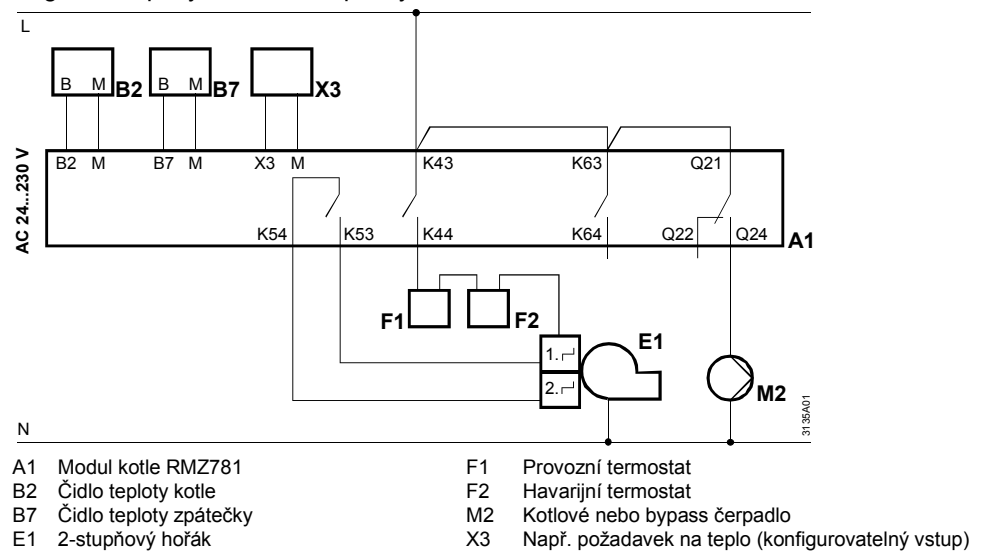 L
B M B2 B M B7 X3
AC 24...230 V
B2 M B7 M X3 M K43 K63 Q21
K54 K53 K44 K64 Q22 Q24 A1
F1 F2
E1
1.
2.
M2
3135A01
N
A1 Modul kotle RMZ781
B2 Čidlo teploty kotle
B7 Čidlo teploty zpátečky
E1 2-stupňový hořák
F1 Provozní termostat
F2 Havarijní termostat
M2 Kotlové nebo bypass čerpadlo
X3 Např. požadavek na teplo (konfigurovatelný vstup)